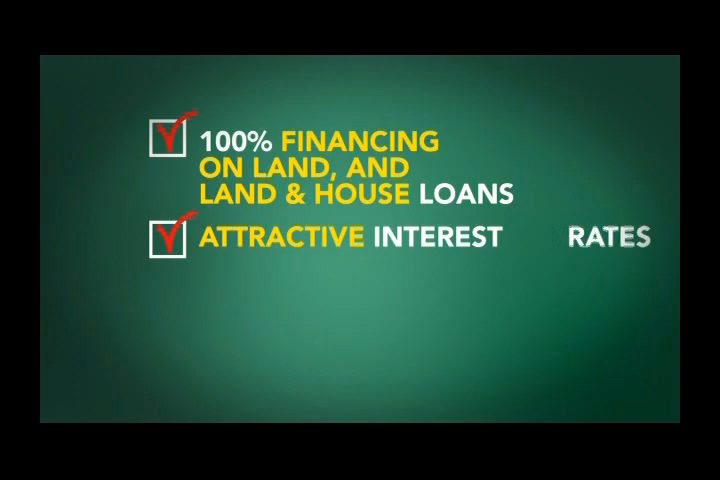 100% FINANCING
ON LAND, AND
LAND & HOUSE LOANS
ATTRACTIVE INTEREST RATES